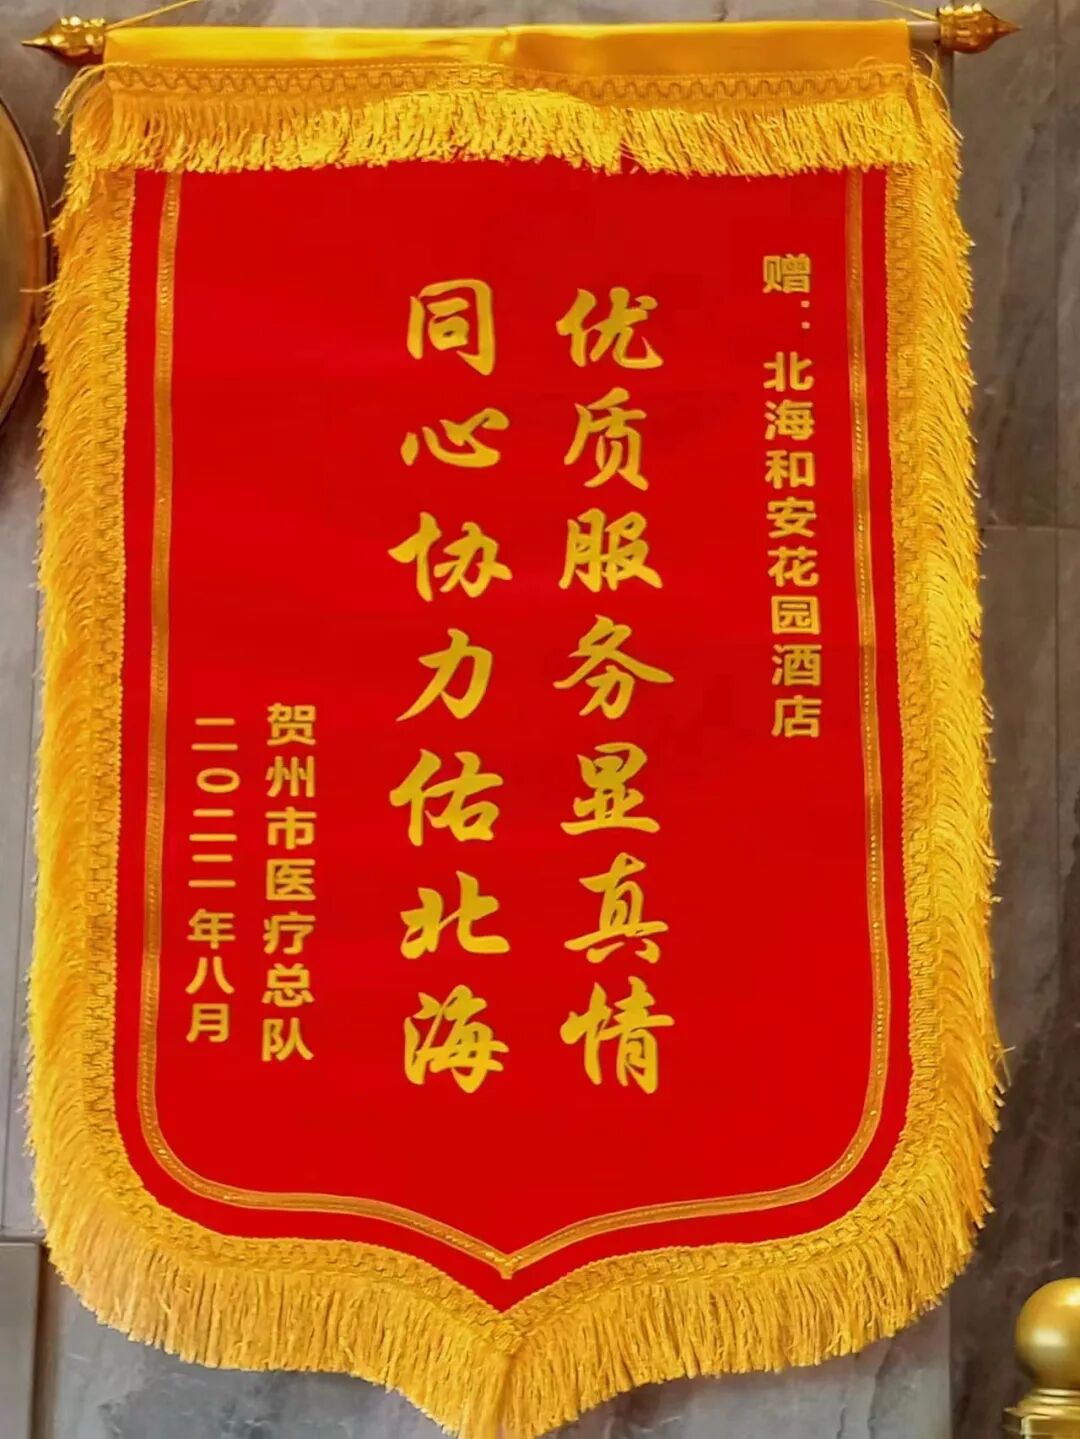 赠：北海和安花园酒店
优质服务显真情
同心协力佑北海
贺州市医疗总队
二〇二二年八月